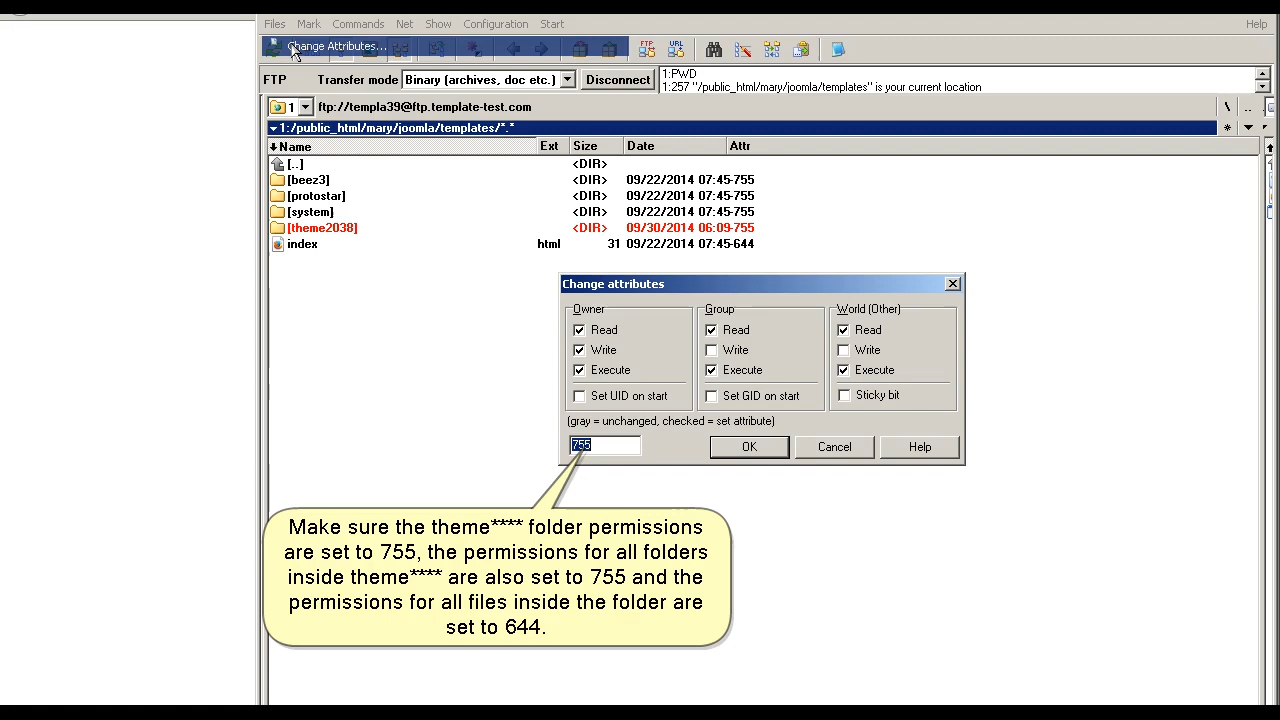 Files Mark Commands Net Show Configuration Start Help
Change Attributes...
FTP URL
FTP Transfer mode Binary (archives, doc etc.) Disconnect
1:PWD
1:257 "/public_html/mary/joomla/templates" is your current location
1 ftp://templa39@ftp.template-test.com \ ..
1:/public_html/mary/joomla/templates/*.* *
Name Ext Size Date Attr
[..] <DIR>
[beez3] <DIR> 09/22/2014 07:45-755
[protostar] <DIR> 09/22/2014 07:45-755
[system] <DIR> 09/22/2014 07:45-755
[theme2038] <DIR> 09/30/2014 06:09-755
index html 31 09/22/2014 07:45-644
Change attributes
Owner Group World (Other)
Read Read Read
Write Write Write
Execute Execute Execute
Set UID on start Set GID on start Sticky bit
(gray = unchanged, checked = set attribute)
755 OK Cancel Help
Make sure the theme**** folder permissions
are set to 755, the permissions for all folders
inside theme**** are also set to 755 and the
permissions for all files inside the folder are
set to 644.